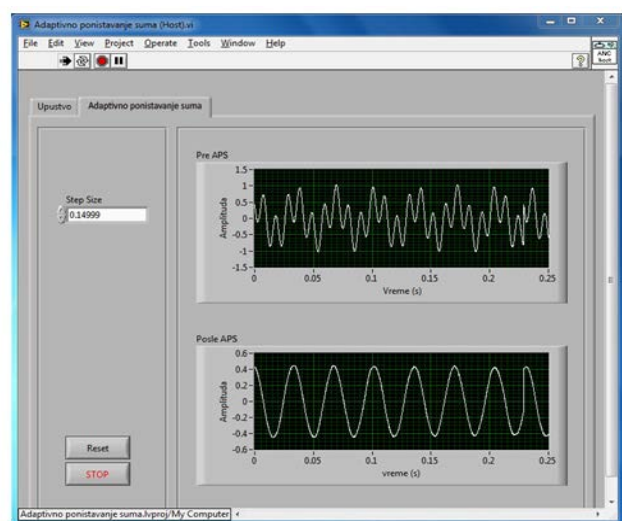 Adaptivno ponistavanje suma (Host).vi
File Edit View Project Operate Tools Window Help
ANC
host
Upustvo Adaptivno ponistavanje suma
Step Size
0.14999
Pre APS
Amplituda
1.5
1
0.5
0
-0.5
-1
-1.5
0 0.05 0.1 0.15 0.2 0.25
Vreme (s)
Posle APS
Amplituda
0.6
0.4
0.2
0
-0.2
-0.4
-0.6
0 0.05 0.1 0.15 0.2 0.25
vreme (s)
Reset
STOP
Adaptivno ponistavanje suma.lvproj/My Computer